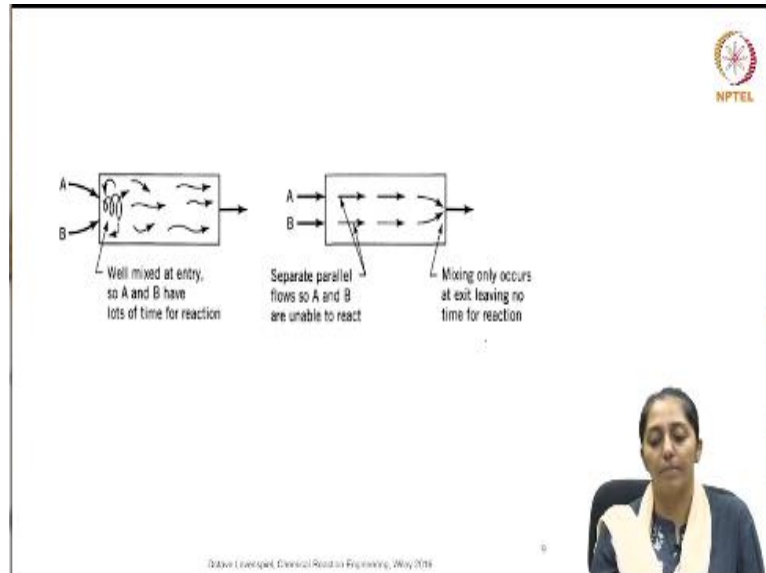 NPTEL
A
B
Well mixed at entry,
so A and B have
lots of time for reaction
A
B
Separate parallel
flows so A and B
are unable to react
Mixing only occurs
at exit leaving no
time for reaction
9
Octave Levenspiel, Chemical Reaction Engineering, Wiley 2016